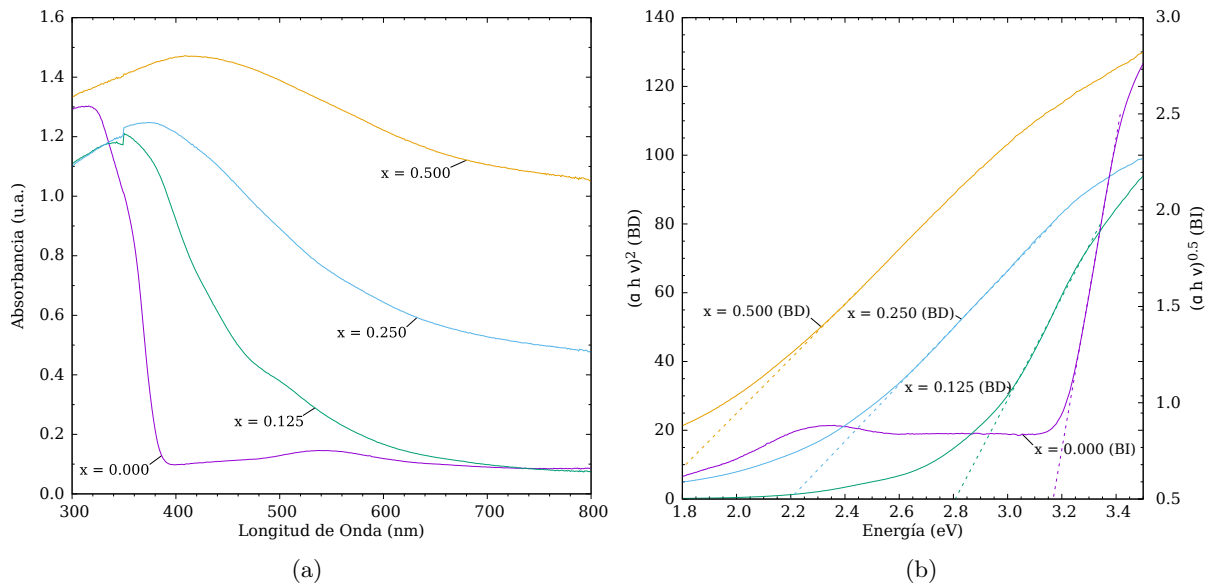 Absorbancia (u.a.)
1.6
1.4
1.2
1.0
0.8
0.6
0.4
0.2
0.0
x = 0.500
x = 0.250
x = 0.125
x = 0.000
300 400 500 600 700 800
Longitud de Onda (nm)
(a)
(α h ν)² (BD)
140
120
100
80
60
40
20
0
x = 0.500 (BD)
x = 0.250 (BD)
x = 0.125 (BD)
x = 0.000 (BI)
1.8 2.0 2.2 2.4 2.6 2.8 3.0 3.2 3.4
Energía (eV)
3.0
2.5
2.0
1.5
1.0
0.5
(α h ν)⁰·⁵ (BI)
(b)